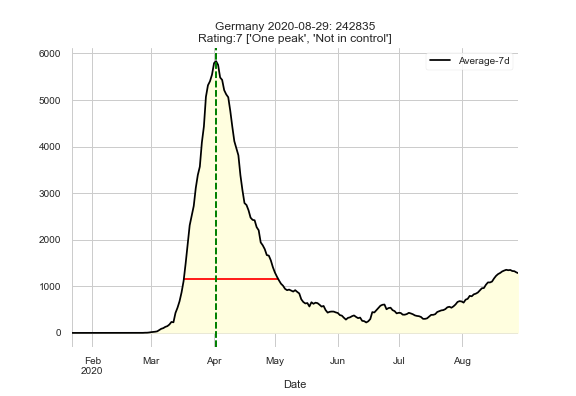 Germany 2020-08-29: 242835
Rating:7 ['One peak', 'Not in control']
Average-7d
6000
5000
4000
3000
2000
1000
0
Feb Mar Apr May Jun Jul Aug
2020
Date